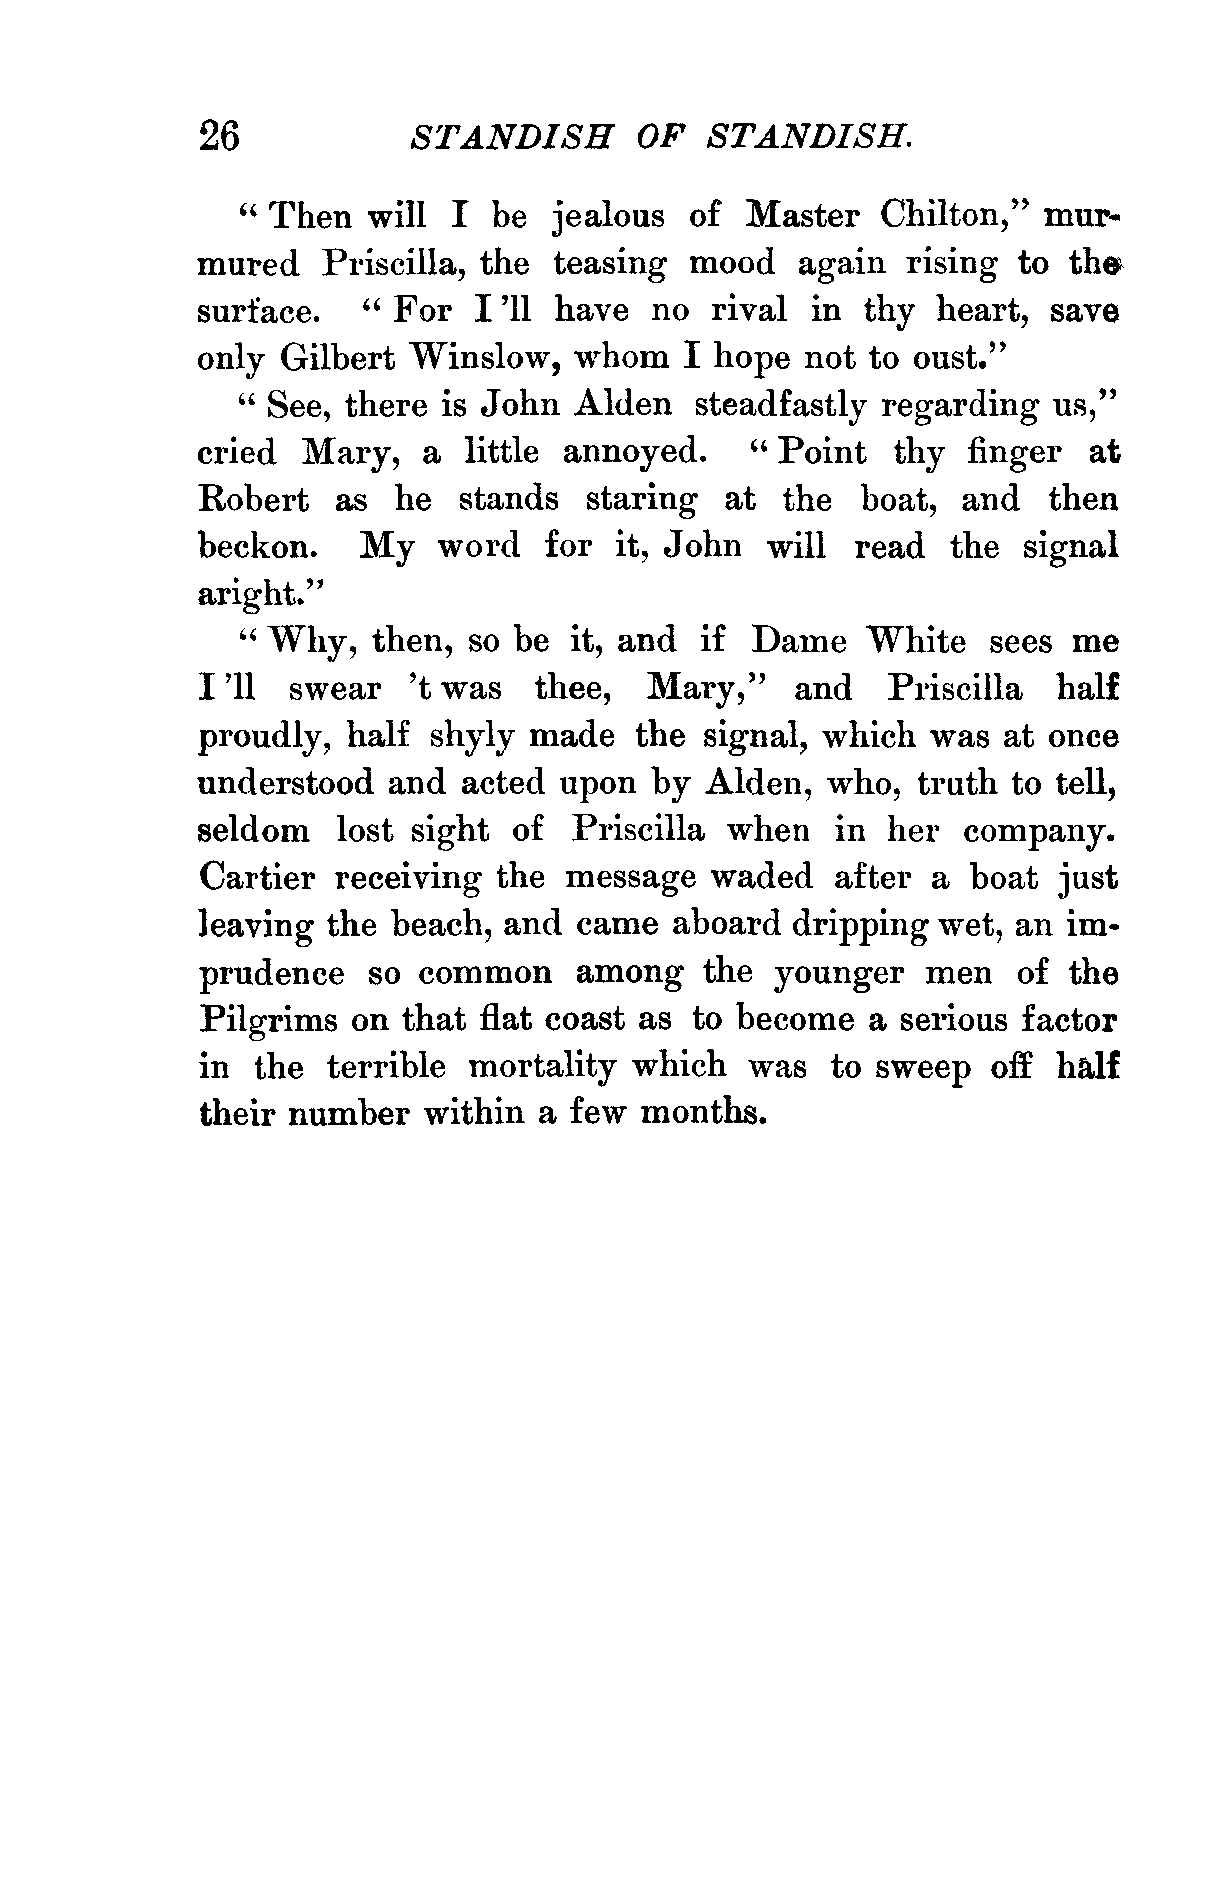 26 STANDISH OF STANDISH.
“ Then will I be jealous of Master Chilton,” mur-
mured Priscilla, the teasing mood again rising to the
surface. “ For I ’ll have no rival in thy heart, save
only Gilbert Winslow, whom I hope not to oust.”
“ See, there is John Alden steadfastly regarding us,”
cried Mary, a little annoyed. “ Point thy finger at
Robert as he stands staring at the boat, and then
beckon. My word for it, John will read the signal
aright.”
“ Why, then, so be it, and if Dame White sees me
I ’ll swear ’t was thee, Mary,” and Priscilla half
proudly, half shyly made the signal, which was at once
understood and acted upon by Alden, who, truth to tell,
seldom lost sight of Priscilla when in her company.
Cartier receiving the message waded after a boat just
leaving the beach, and came aboard dripping wet, an im-
prudence so common among the younger men of the
Pilgrims on that flat coast as to become a serious factor
in the terrible mortality which was to sweep off half
their number within a few months.